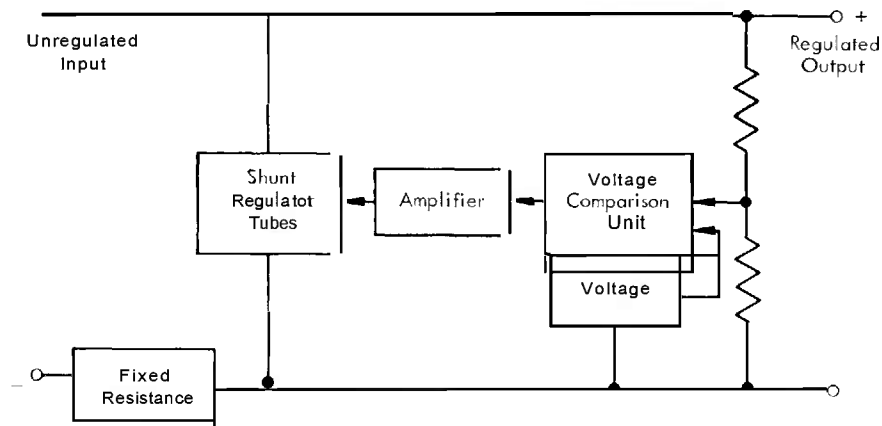 +
Unregulated
Input
Regulated
Output
Shunt
Regulatot
Tubes
Amplifier
Voltage
Comparison
Unit
Voltage
–
Fixed
Resistance